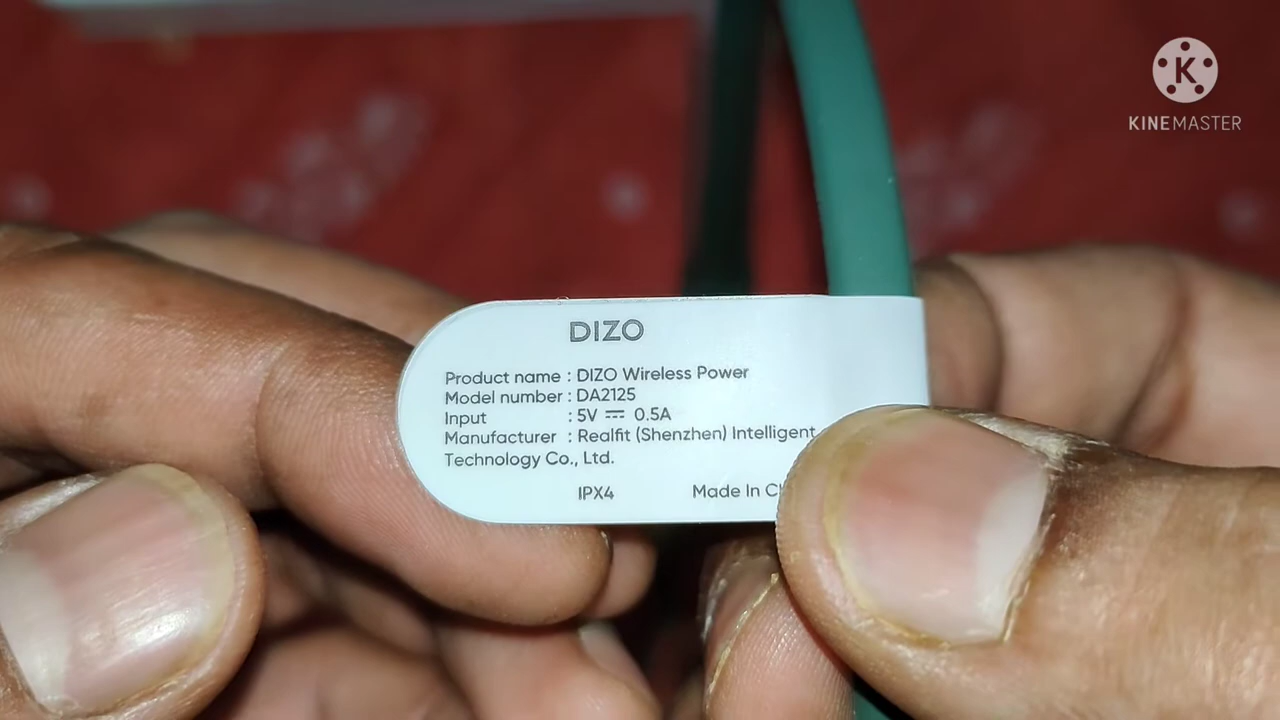 K
KINEMASTER
DIZO
Product name : DIZO Wireless Power
Model number : DA2125
Input : 5V ⎓ 0.5A
Manufacturer : Realfit (Shenzhen) Intelligent
Technology Co., Ltd.
IPX4 Made In